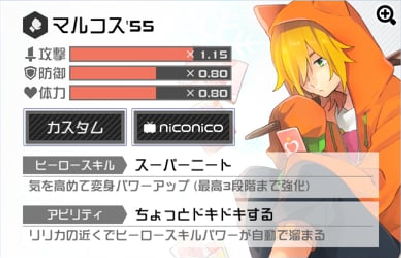 マルコス'55
攻撃 × 1.15
防御 × 0.80
体力 × 0.80
カスタム niconico
ヒーロースキル スーパーニート
気を高めて変身パワーアップ（最高3段階まで強化）
アビリティ ちょっとドキドキする
リリカの近くでヒーロースキルパワーが自動で溜まる